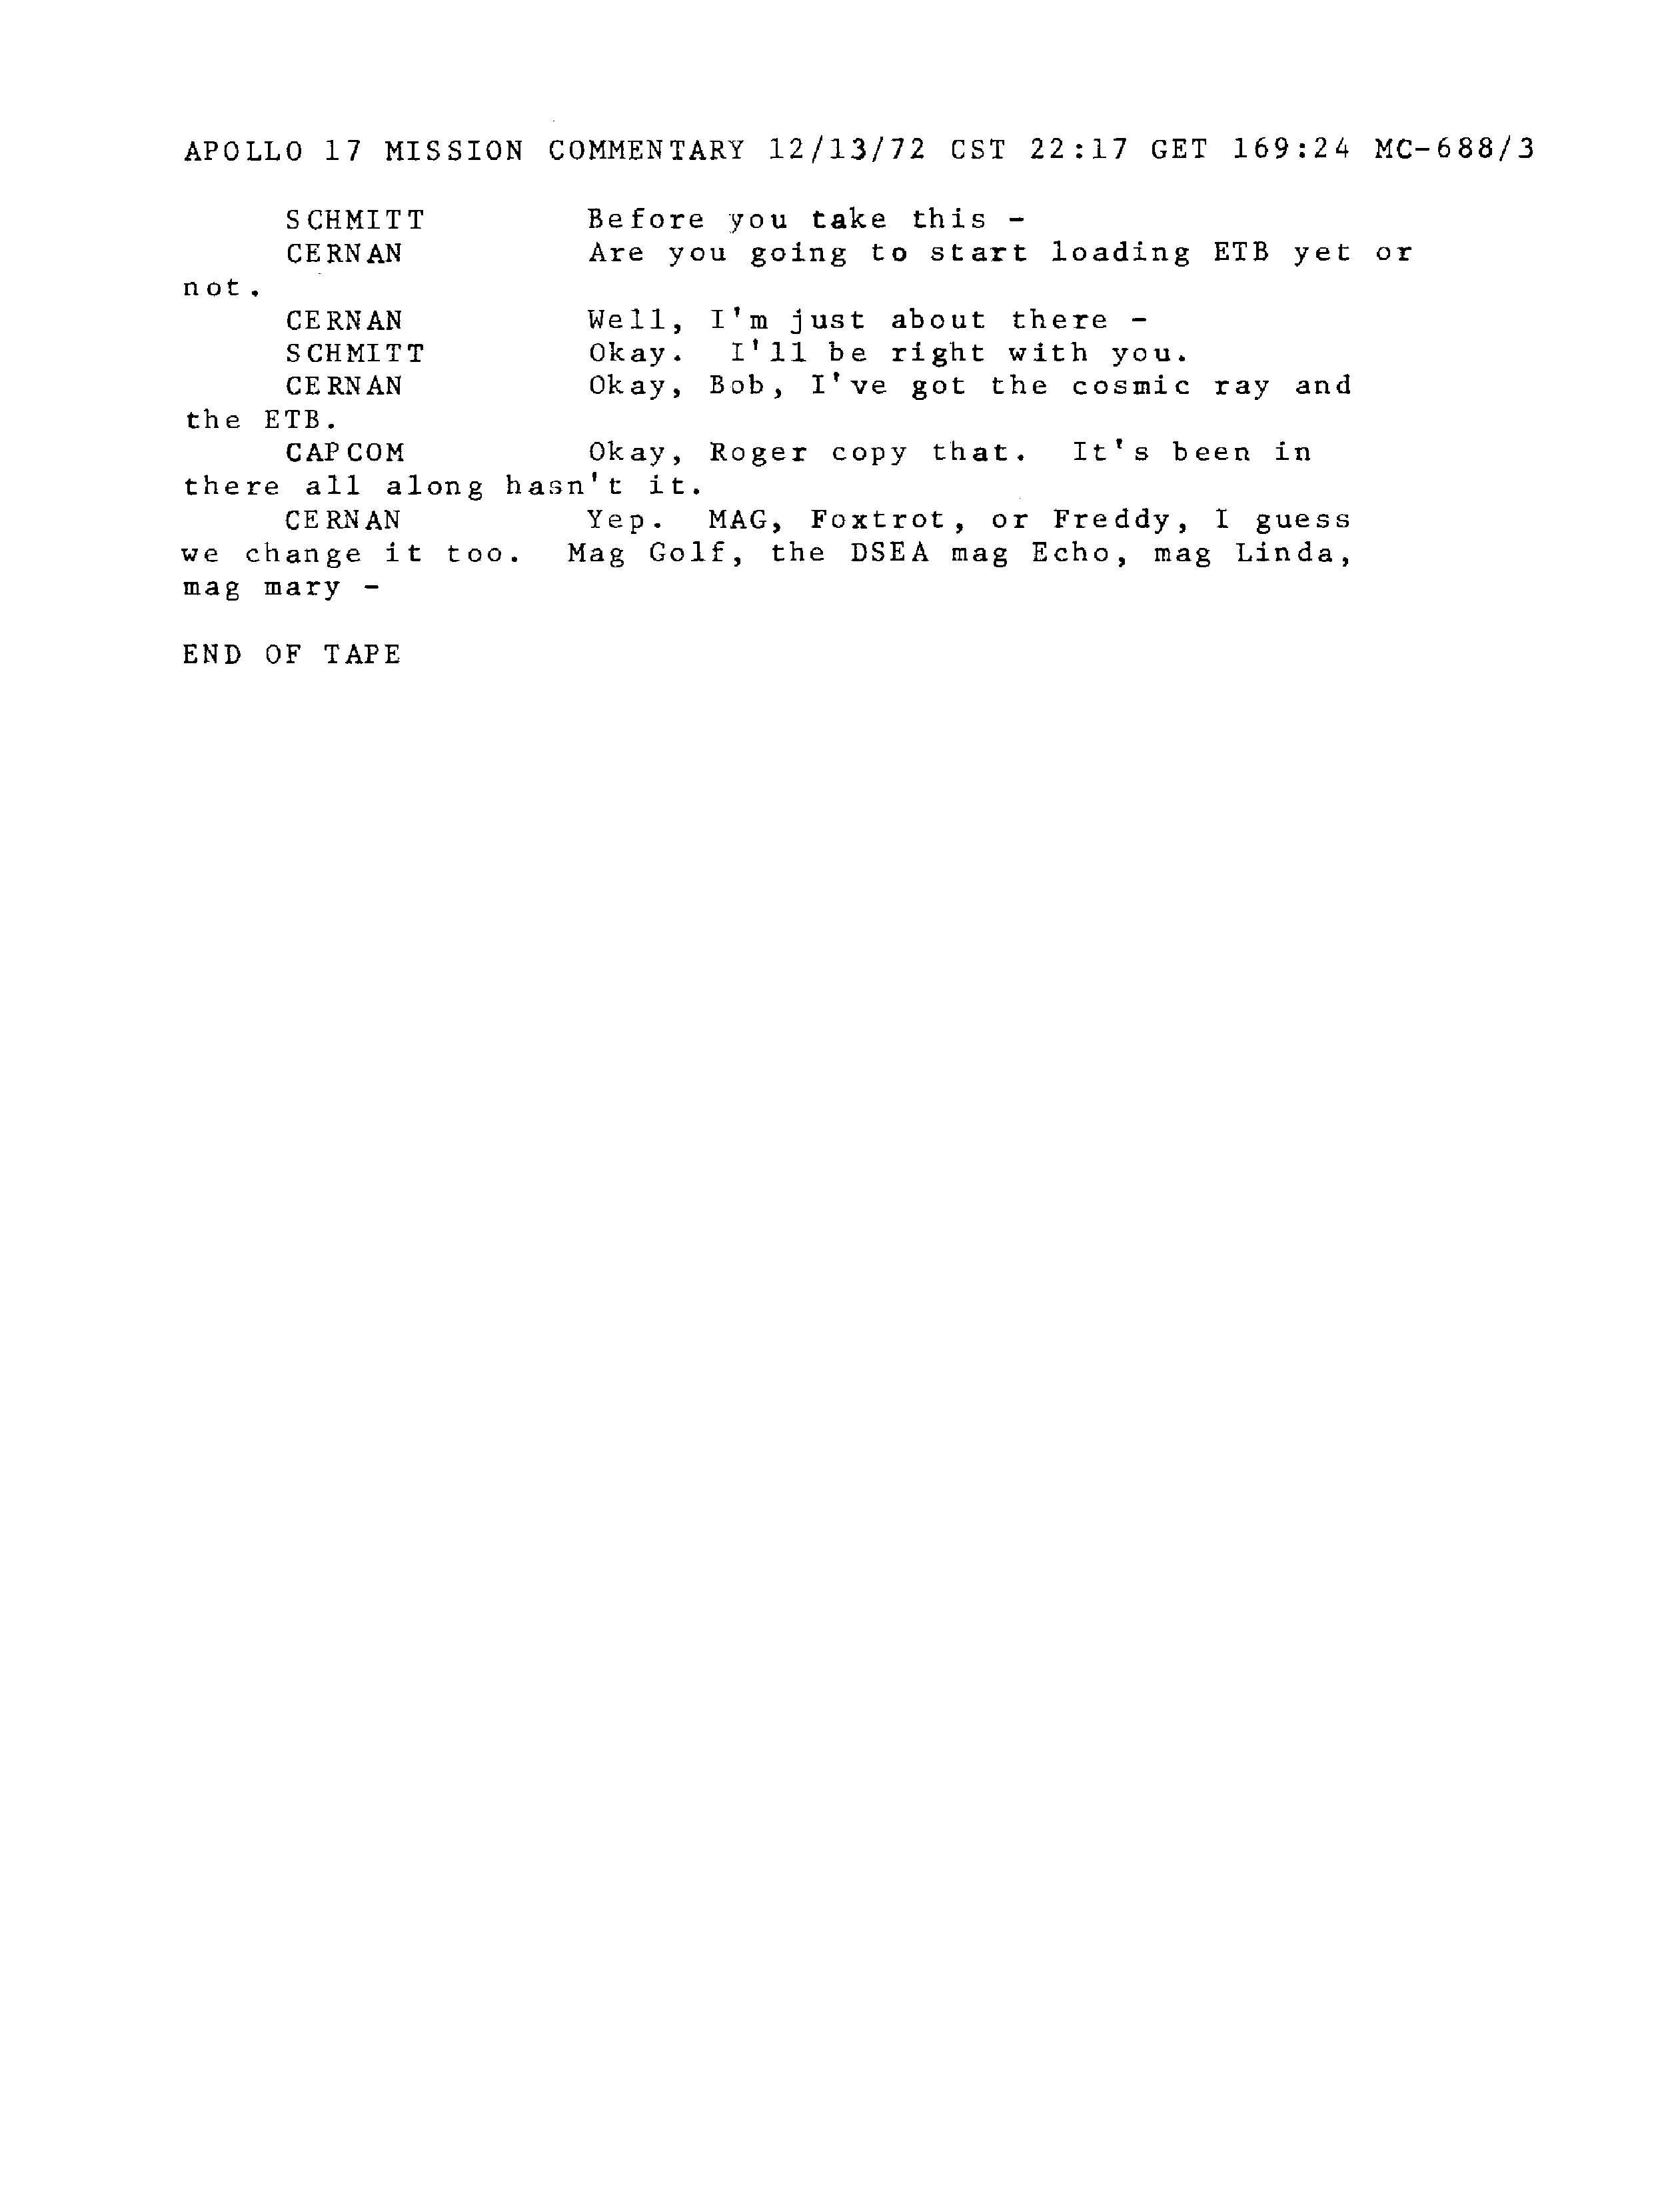 APOLLO 17 MISSION COMMENTARY 12/13/72 CST 22:17 GET 169:24 MC-688/3
SCHMITT Before you take this -
CERNAN Are you going to start loading ETB yet or
not.
CERNAN Well, I'm just about there -
SCHMITT Okay. I'll be right with you.
CERNAN Okay, Bob, I've got the cosmic ray and
the ETB.
CAPCOM Okay, Roger copy that. It's been in
there all along hasn't it.
CERNAN Yep. MAG, Foxtrot, or Freddy, I guess
we change it too. Mag Golf, the DSEA mag Echo, mag Linda,
mag mary -
END OF TAPE